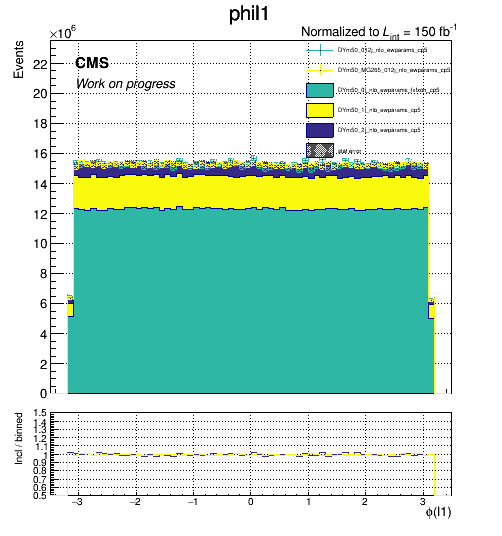 phil1
×10⁶
Normalized to L_int = 150 fb⁻¹
Events
CMS
Work on progress
DYm50_012j_nlo_ewparams_cp5
DYm50_MG265_012j_nlo_ewparams_cp5
DYm50_1j_nlo_ewparams_cp5
DYm50_2j_nlo_ewparams_cp5
stat error
22
20
18
16
14
12
10
8
6
4
2
0
Incl / binned
1.5
1.4
1.3
1.2
1.1
1
0.9
0.8
0.7
0.6
0.5
−3 −2 −1 0 1 2 3
ϕ(l1)